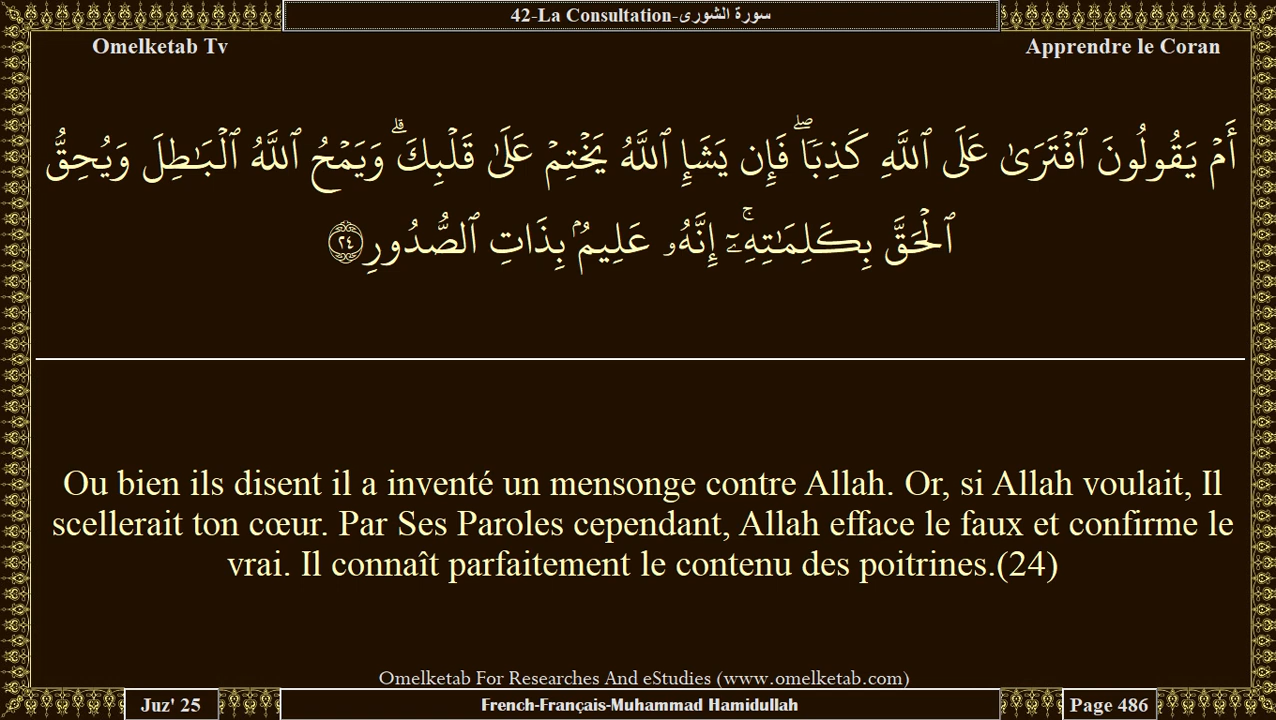 42-La Consultation-سورة الشورى
Omelketab Tv
Apprendre le Coran
أَمۡ يَقُولُونَ ٱفۡتَرَىٰ عَلَى ٱللَّهِ كَذِبٗاۖ فَإِن يَشَإِ ٱللَّهُ يَخۡتِمۡ عَلَىٰ قَلۡبِكَۗ وَيَمۡحُ ٱللَّهُ ٱلۡبَٰطِلَ وَيُحِقُّ
ٱلۡحَقَّ بِكَلِمَٰتِهِۦٓۚ إِنَّهُۥ عَلِيمُۢ بِذَاتِ ٱلصُّدُورِ ٢٤
Ou bien ils disent il a inventé un mensonge contre Allah. Or, si Allah voulait, Il
scellerait ton cœur. Par Ses Paroles cependant, Allah efface le faux et confirme le
vrai. Il connaît parfaitement le contenu des poitrines.(24)
Omelketab For Researches And eStudies (www.omelketab.com)
Juz' 25
French-Français-Muhammad Hamidullah
Page 486